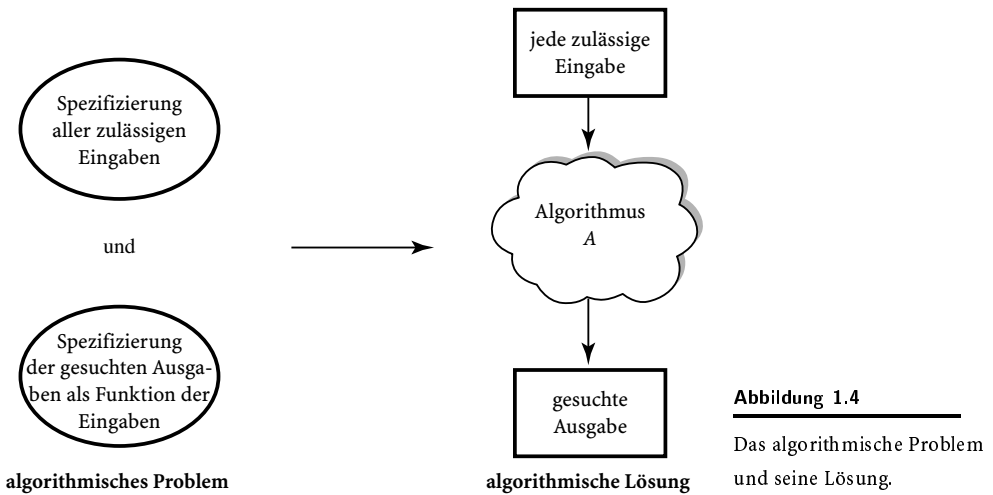 Spezifizierung
aller zulässigen
Eingaben
und
Spezifizierung
der gesuchten Ausga-
ben als Funktion der
Eingaben
algorithmisches Problem
jede zulässige
Eingabe
Algorithmus
A
gesuchte
Ausgabe
algorithmische Lösung
Abbildung 1.4
Das algorithmische Problem
und seine Lösung.